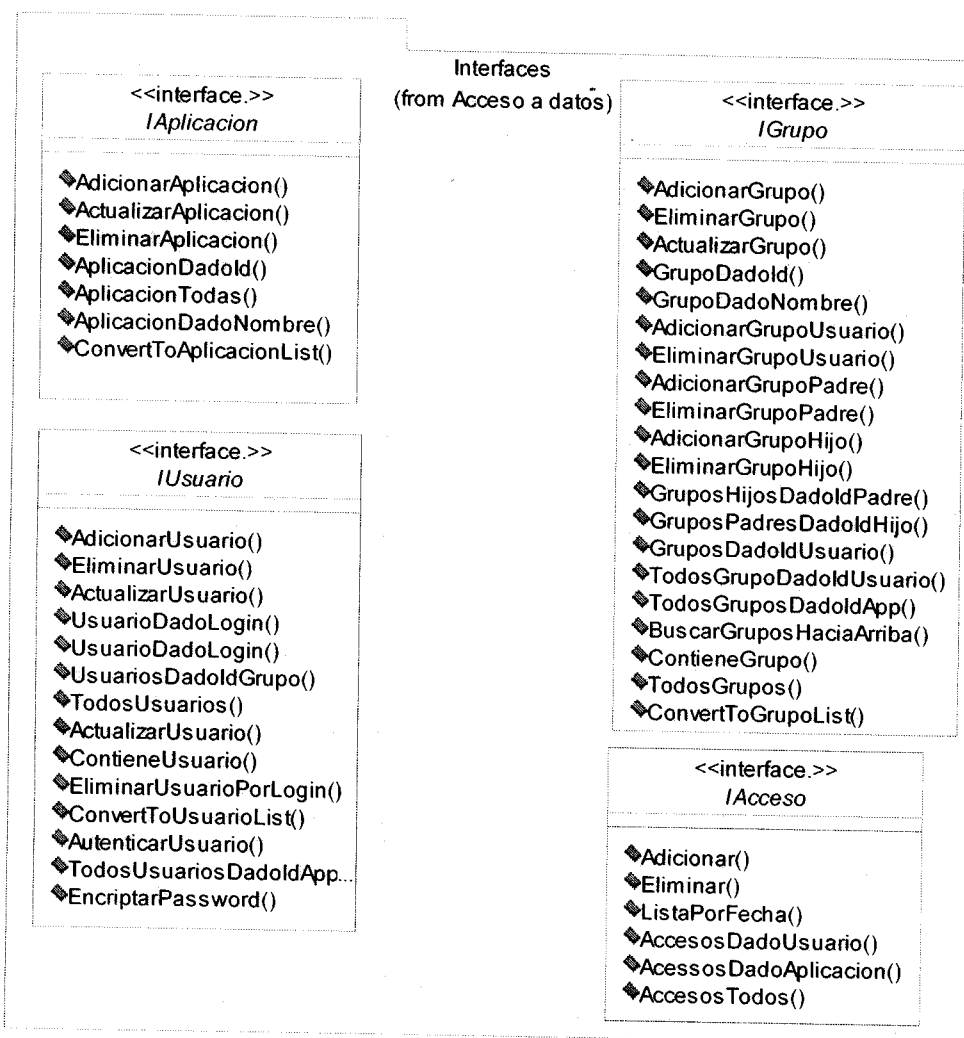 Interfaces
(from Acceso a datos)
<<interface.>>
IAplicacion
AdicionarAplicacion()
ActualizarAplicacion()
EliminarAplicacion()
AplicacionDadoId()
AplicacionTodas()
AplicacionDadoNombre()
ConvertToAplicacionList()
<<interface.>>
IUsuario
AdicionarUsuario()
EliminarUsuario()
ActualizarUsuario()
UsuarioDadoLogin()
UsuarioDadoLogin()
UsuariosDadoIdGrupo()
TodosUsuarios()
ActualizarUsuario()
ContieneUsuario()
EliminarUsuarioPorLogin()
ConvertToUsuarioList()
AutenticarUsuario()
TodosUsuariosDadoIdApp...
EncriptarPassword()
<<interface.>>
IGrupo
AdicionarGrupo()
EliminarGrupo()
ActualizarGrupo()
GrupoDadoId()
GrupoDadoNombre()
AdicionarGrupoUsuario()
EliminarGrupoUsuario()
AdicionarGrupoPadre()
EliminarGrupoPadre()
AdicionarGrupoHijo()
EliminarGrupoHijo()
GruposHijosDadoIdPadre()
GruposPadresDadoIdHijo()
GruposDadoIdUsuario()
TodosGrupoDadoIdUsuario()
TodosGruposDadoIdApp()
BuscarGruposHaciaArriba()
ContieneGrupo()
TodosGrupos()
ConvertToGrupoList()
<<interface.>>
IAcceso
Adicionar()
Eliminar()
ListaPorFecha()
AccesosDadoUsuario()
AcessosDadoAplicacion()
AccesosTodos()